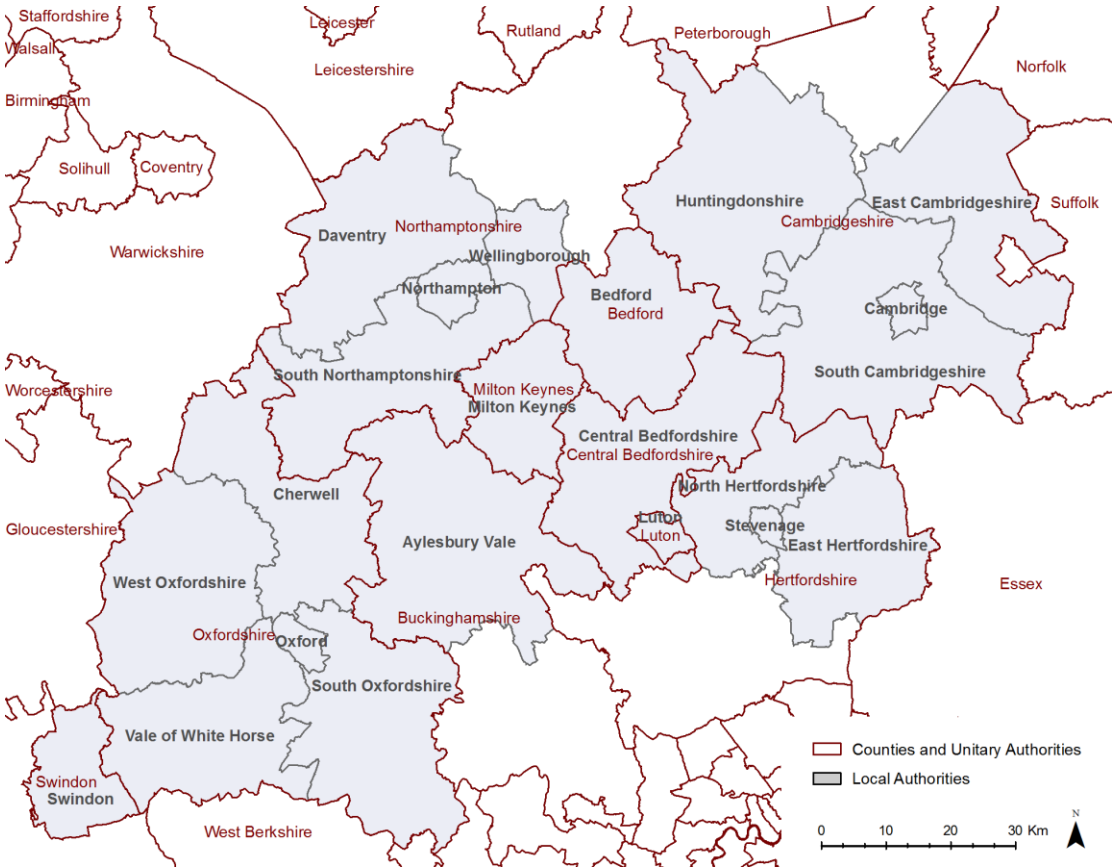 Staffordshire
Leicester
Rutland
Peterborough
Walsall
Leicestershire
Norfolk
Birmingham
Solihull
Coventry
Huntingdonshire
East Cambridgeshire
Suffolk
Cambridgeshire
Northamptonshire
Daventry
Warwickshire
Wellingborough
Northampton
Bedford
Bedford
Cambridge
South Northamptonshire
South Cambridgeshire
Worcestershire
Milton Keynes
Milton Keynes
Central Bedfordshire
Central Bedfordshire
North Hertfordshire
Cherwell
Luton
Luton
Stevenage
Gloucestershire
Aylesbury Vale
East Hertfordshire
West Oxfordshire
Hertfordshire
Essex
Buckinghamshire
Oxfordshire
Oxford
South Oxfordshire
Vale of White Horse
Swindon
Swindon
West Berkshire
Counties and Unitary Authorities
Local Authorities
N
0 10 20 30 Km